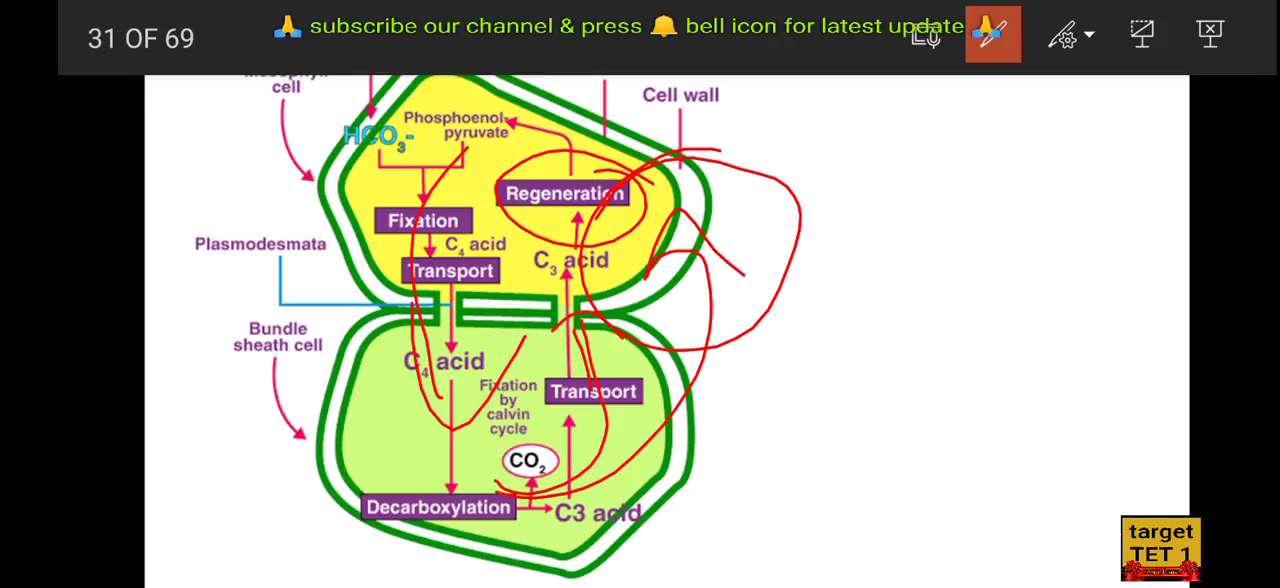 31 OF 69
🙏 subscribe our channel & press 🔔 bell icon for latest update 🙏
Mesophyll
cell
Cell wall
HCO3-
Phosphoenol-
pyruvate
Regeneration
Fixation
C4 acid
Plasmodesmata
Transport
C3 acid
Bundle
sheath cell
C4 acid
Fixation
by
calvin
cycle
Transport
CO2
Decarboxylation
C3 acid
target
TET 1